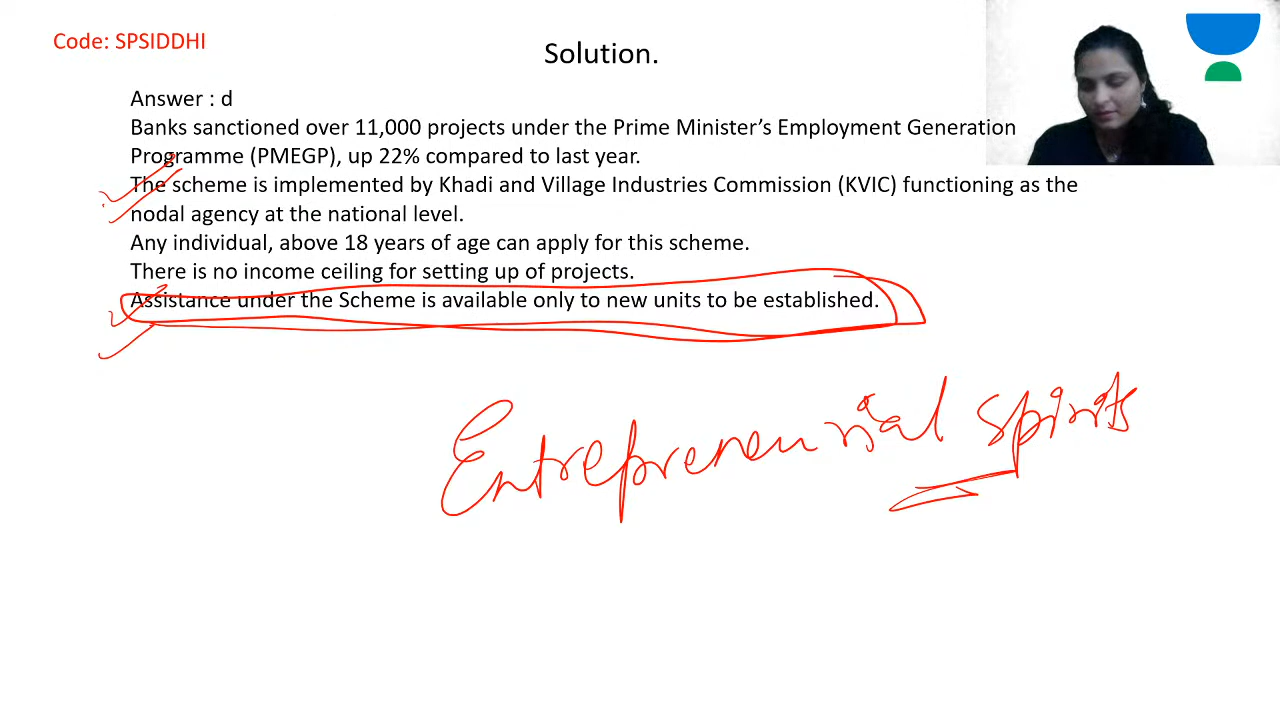 Code: SPSIDDHI
Solution.
Answer : d
Banks sanctioned over 11,000 projects under the Prime Minister’s Employment Generation
Programme (PMEGP), up 22% compared to last year.
The scheme is implemented by Khadi and Village Industries Commission (KVIC) functioning as the
nodal agency at the national level.
Any individual, above 18 years of age can apply for this scheme.
There is no income ceiling for setting up of projects.
Assistance under the Scheme is available only to new units to be established.
Entrepreneurial spirits